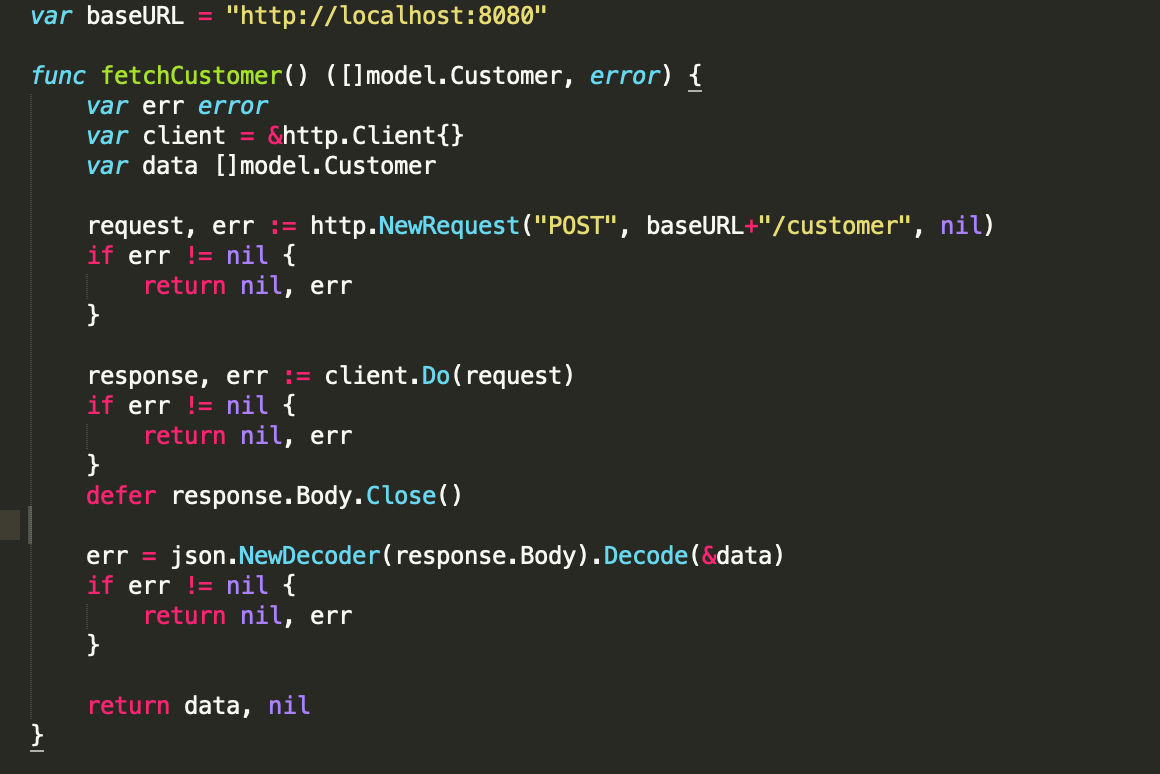 var baseURL = "http://localhost:8080"
func fetchCustomer() ([]model.Customer, error) {
var err error
var client = &http.Client{}
var data []model.Customer
request, err := http.NewRequest("POST", baseURL+"/customer", nil)
if err != nil {
return nil, err
}
response, err := client.Do(request)
if err != nil {
return nil, err
}
defer response.Body.Close()
err = json.NewDecoder(response.Body).Decode(&data)
if err != nil {
return nil, err
}
return data, nil
}